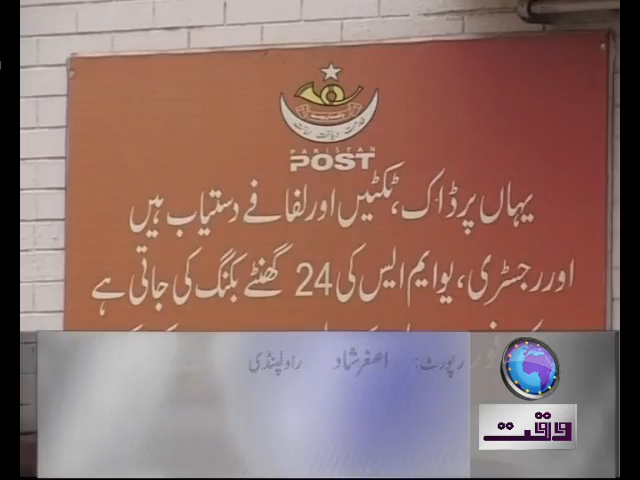 PAKISTAN
POST
یہاں پر ڈاک، ٹکٹیں اور لفافے دستیاب ہیں
اور رجسٹری، یو ایم ایس کی 24 گھنٹے بکنگ کی جاتی ہے
رپورٹ: اصغر شاد راولپنڈی
وقت